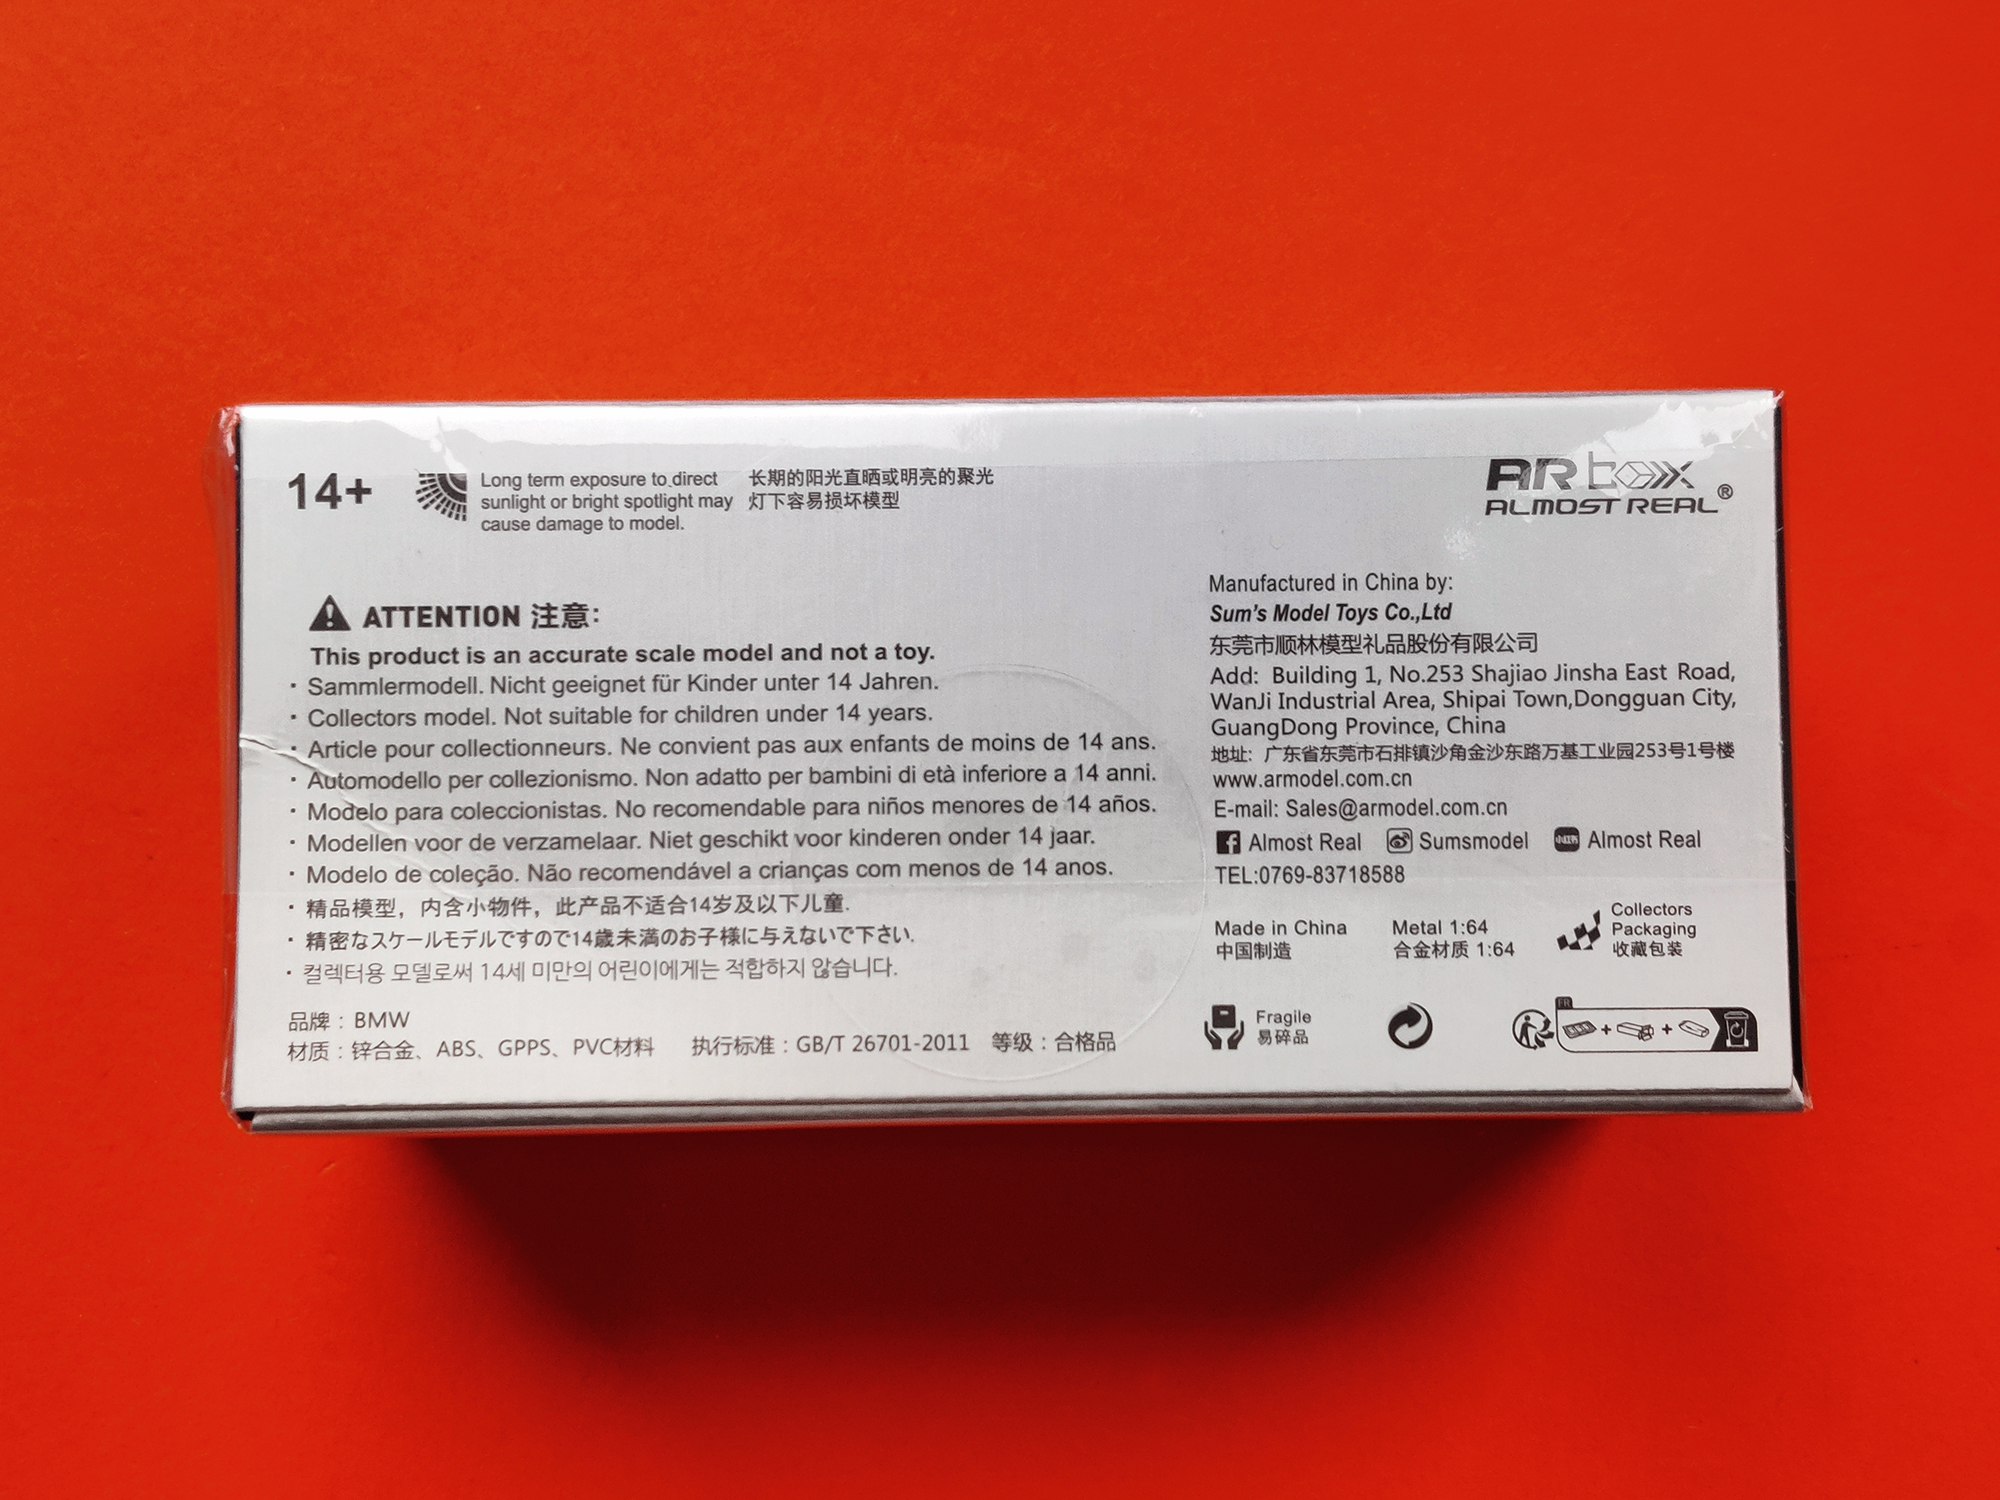 14+
Long term exposure to direct
sunlight or bright spotlight may
cause damage to model.
长期的阳光直晒或明亮的聚光
灯下容易损坏模型
AR box
ALMOST REAL®
ATTENTION 注意:
This product is an accurate scale model and not a toy.
· Sammlermodell. Nicht geeignet für Kinder unter 14 Jahren.
· Collectors model. Not suitable for children under 14 years.
· Article pour collectionneurs. Ne convient pas aux enfants de moins de 14 ans.
· Automodello per collezionismo. Non adatto per bambini di età inferiore a 14 anni.
· Modelo para coleccionistas. No recomendable para niños menores de 14 años.
· Modellen voor de verzamelaar. Niet geschikt voor kinderen onder 14 jaar.
· Modelo de coleção. Não recomendável a crianças com menos de 14 anos.
· 精品模型，内含小物件，此产品不适合14岁及以下儿童.
· 精密なスケールモデルですので14歳未満のお子様に与えないで下さい.
· 컬렉터용 모델로써 14세 미만의 어린이에게는 적합하지 않습니다.
品牌：BMW
材质：锌合金、ABS、GPPS、PVC材料 执行标准：GB/T 26701-2011 等级：合格品
Manufactured in China by:
Sum's Model Toys Co.,Ltd
东莞市顺林模型礼品股份有限公司
Add: Building 1, No.253 Shajiao Jinsha East Road,
WanJi Industrial Area, Shipai Town,Dongguan City,
GuangDong Province, China
地址: 广东省东莞市石排镇沙角金沙东路万基工业园253号1号楼
www.armodel.com.cn
E-mail: Sales@armodel.com.cn
Almost Real Sumsmodel 小红书 Almost Real
TEL:0769-83718588
Made in China
中国制造
Metal 1:64
合金材质 1:64
Collectors
Packaging
收藏包装
Fragile
易碎品
FR